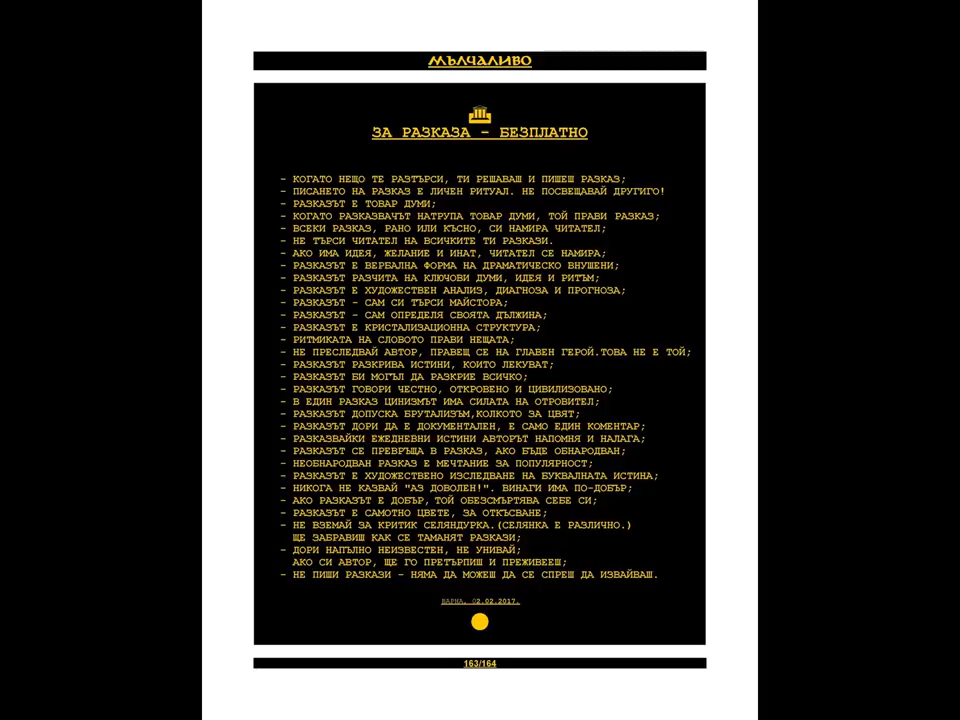 МЪЛЧАЛИВО
ЗА РАЗКАЗА - БЕЗПЛАТНО
- КОГАТО НЕЩО ТЕ РАЗТЪРСИ, ТИ РЕШАВАШ И ПИШЕШ РАЗКАЗ;
- ПИСАНЕТО НА РАЗКАЗ Е ЛИЧЕН РИТУАЛ. НЕ ПОСВЕЩАВАЙ ДРУГИГО!
- РАЗКАЗЪТ Е ТОВАР ДУМИ;
- КОГАТО РАЗКАЗВАЧЪТ НАТРУПА ТОВАР ДУМИ, ТОЙ ПРАВИ РАЗКАЗ;
- ВСЕКИ РАЗКАЗ, РАНО ИЛИ КЪСНО, СИ НАМИРА ЧИТАТЕЛ;
- НЕ ТЪРСИ ЧИТАТЕЛ НА ВСИЧКИТЕ ТИ РАЗКАЗИ.
- АКО ИМА ИДЕЯ, ЖЕЛАНИЕ И ИНАТ, ЧИТАТЕЛ СЕ НАМИРА;
- РАЗКАЗЪТ Е ВЕРБАЛНА ФОРМА НА ДРАМАТИЧЕСКО ВНУШЕНИ;
- РАЗКАЗЪТ РАЗЧИТА НА КЛЮЧОВИ ДУМИ, ИДЕЯ И РИТЪМ;
- РАЗКАЗЪТ Е ХУДОЖЕСТВЕН АНАЛИЗ, ДИАГНОЗА И ПРОГНОЗА;
- РАЗКАЗЪТ - САМ СИ ТЪРСИ МАЙСТОРА;
- РАЗКАЗЪТ - САМ ОПРЕДЕЛЯ СВОЯТА ДЪЛЖИНА;
- РАЗКАЗЪТ Е КРИСТАЛИЗАЦИОННА СТРУКТУРА;
- РИТМИКАТА НА СЛОВОТО ПРАВИ НЕЩАТА;
- НЕ ПРЕСЛЕДВАЙ АВТОР, ПРАВЕЩ СЕ НА ГЛАВЕН ГЕРОЙ.ТОВА НЕ Е ТОЙ;
- РАЗКАЗЪТ РАЗКРИВА ИСТИНИ, КОИТО ЛЕКУВАТ;
- РАЗКАЗЪТ БИ МОГЪЛ ДА РАЗКРИЕ ВСИЧКО;
- РАЗКАЗЪТ ГОВОРИ ЧЕСТНО, ОТКРОВЕНО И ЦИВИЛИЗОВАНО;
- В ЕДИН РАЗКАЗ ЦИНИЗМЪТ ИМА СИЛАТА НА ОТРОВИТЕЛ;
- РАЗКАЗЪТ ДОПУСКА БРУТАЛИЗЪМ,КОЛКОТО ЗА ЦВЯТ;
- РАЗКАЗЪТ ДОРИ ДА Е ДОКУМЕНТАЛЕН, Е САМО ЕДИН КОМЕНТАР;
- РАЗКАЗВАЙКИ ЕЖЕДНЕВНИ ИСТИНИ АВТОРЪТ НАПОМНЯ И НАЛАГА;
- РАЗКАЗЪТ СЕ ПРЕВРЪЩА В РАЗКАЗ, АКО БЪДЕ ОБНАРОДВАН;
- НЕОБНАРОДВАН РАЗКАЗ Е МЕЧТАНИЕ ЗА ПОПУЛЯРНОСТ;
- РАЗКАЗЪТ Е ХУДОЖЕСТВЕНО ИЗСЛЕДВАНЕ НА БУКВАЛНАТА ИСТИНА;
- НИКОГА НЕ КАЗВАЙ "АЗ ДОВОЛЕН!". ВИНАГИ ИМА ПО-ДОБЪР;
- АКО РАЗКАЗЪТ Е ДОБЪР, ТОЙ ОБЕЗСМЪРТЯВА СЕБЕ СИ;
- РАЗКАЗЪТ Е САМОТНО ЦВЕТЕ, ЗА ОТКЪСВАНЕ;
- НЕ ВЗЕМАЙ ЗА КРИТИК СЕЛЯНДУРКА.(СЕЛЯНКА Е РАЗЛИЧНО.)
ЩЕ ЗАБРАВИШ КАК СЕ ТАМАНЯТ РАЗКАЗИ;
- ДОРИ НАПЪЛНО НЕИЗВЕСТЕН, НЕ УНИВАЙ;
АКО СИ АВТОР, ЩЕ ГО ПРЕТЪРПИШ И ПРЕЖИВЕЕШ;
- НЕ ПИШИ РАЗКАЗИ - НЯМА ДА МОЖЕШ ДА СЕ СПРЕШ ДА ИЗВАЙВАШ.
ВАРНА, 02.02.2017.
163/164